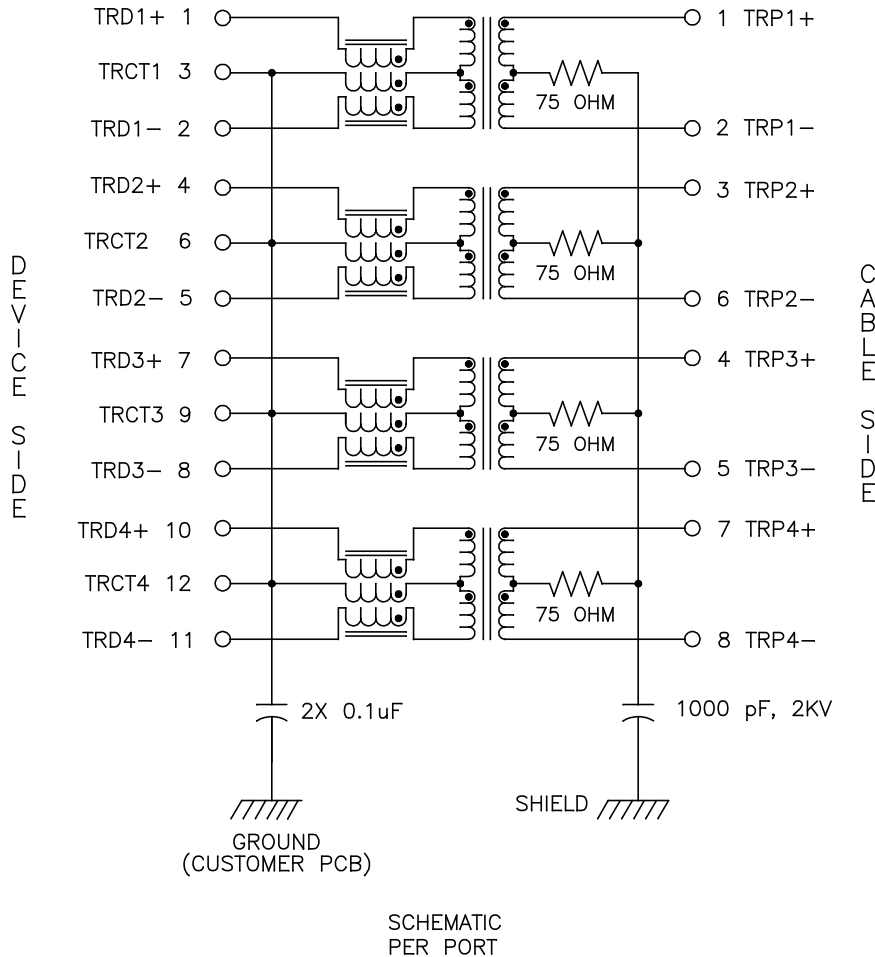 TRD1+ 1
1 TRP1+
TRCT1 3
75 OHM
TRD1- 2
2 TRP1-
TRD2+ 4
3 TRP2+
TRCT2 6
75 OHM
TRD2- 5
6 TRP2-
DEVICE SIDE
CABLE SIDE
TRD3+ 7
4 TRP3+
TRCT3 9
75 OHM
TRD3- 8
5 TRP3-
TRD4+ 10
7 TRP4+
TRCT4 12
75 OHM
TRD4- 11
8 TRP4-
2X 0.1uF
1000 pF, 2KV
SHIELD
GROUND
(CUSTOMER PCB)
SCHEMATIC
PER PORT